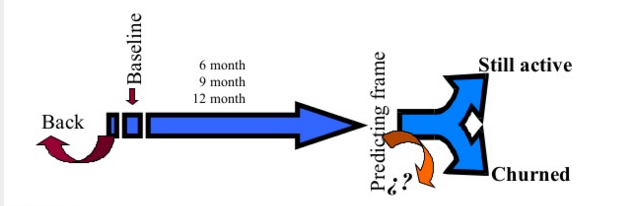 Baseline
6 month
9 month
12 month
Back
Predicting frame
¿?
Still active
Churned